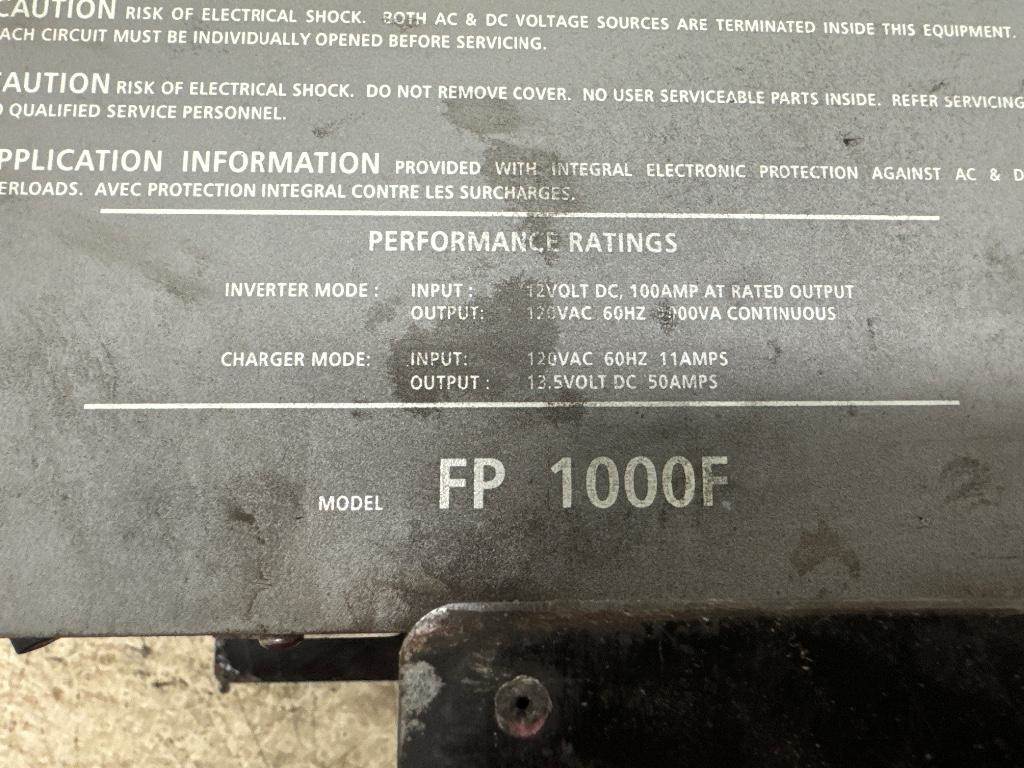 CAUTION RISK OF ELECTRICAL SHOCK. BOTH AC & DC VOLTAGE SOURCES ARE TERMINATED INSIDE THIS EQUIPMENT.
ACH CIRCUIT MUST BE INDIVIDUALLY OPENED BEFORE SERVICING.
AUTION RISK OF ELECTRICAL SHOCK. DO NOT REMOVE COVER. NO USER SERVICEABLE PARTS INSIDE. REFER SERVICING
O QUALIFIED SERVICE PERSONNEL.
PPLICATION INFORMATION PROVIDED WITH INTEGRAL ELECTRONIC PROTECTION AGAINST AC & D
ERLOADS. AVEC PROTECTION INTEGRAL CONTRE LES SURCHARGES.
PERFORMANCE RATINGS
INVERTER MODE : INPUT : 12VOLT DC, 100AMP AT RATED OUTPUT
OUTPUT: 120VAC 60HZ 1000VA CONTINUOUS
CHARGER MODE: INPUT: 120VAC 60HZ 11AMPS
OUTPUT : 13.5VOLT DC 50AMPS
MODEL FP 1000F